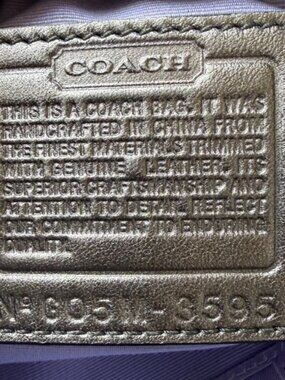 COACH
THIS IS A COACH BAG. IT WAS
HANDCRAFTED IN CHINA FROM
THE FINEST MATERIALS TRIMMED
WITH GENUINE LEATHER. ITS
SUPERIOR CRAFTSMANSHIP AND
ATTENTION TO DETAIL REFLECT
OUR COMMITMENT TO ENDURING
QUALITY.
Nº G05M-3595